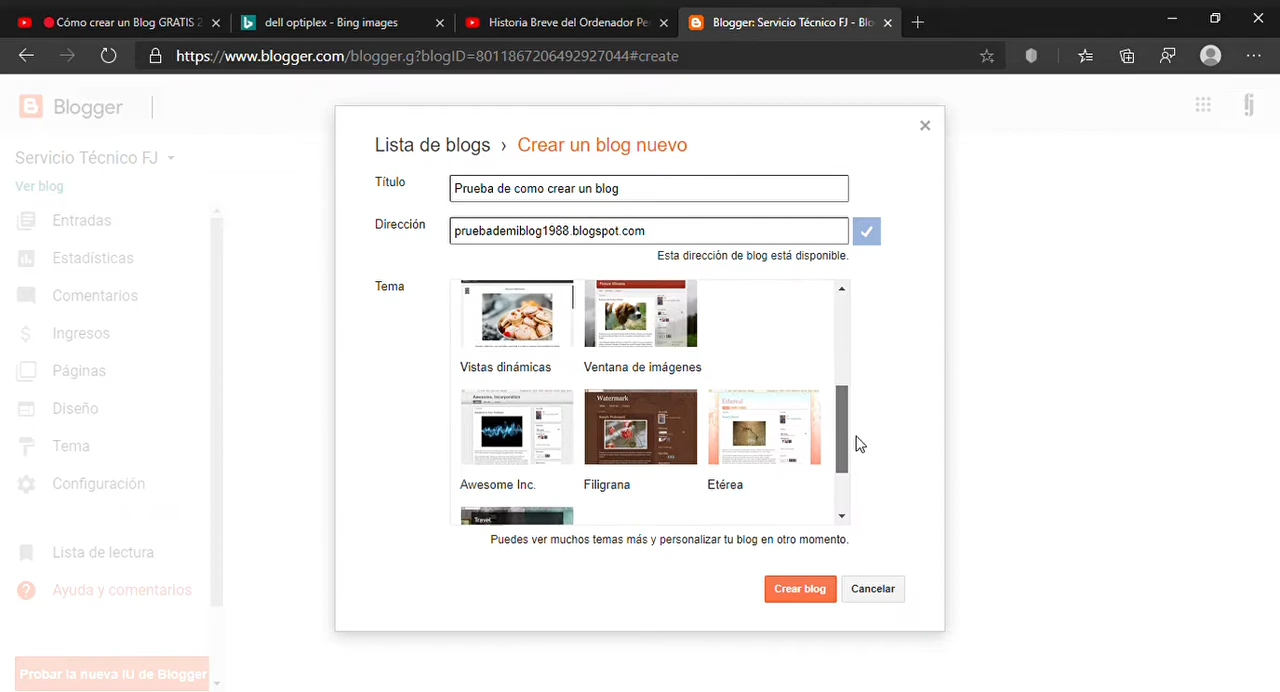 Cómo crear un Blog GRATIS 2
dell optiplex - Bing images
Historia Breve del Ordenador Pe
Blogger: Servicio Técnico FJ - Blo
https://www.blogger.com/blogger.g?blogID=8011867206492927044#create
Blogger
fj
Servicio Técnico FJ
Ver blog
Entradas
Estadísticas
Comentarios
Ingresos
Páginas
Diseño
Tema
Configuración
Lista de lectura
Ayuda y comentarios
Probar la nueva IU de Blogger
Lista de blogs › Crear un blog nuevo
Título
Prueba de como crear un blog
Dirección
pruebademiblog1988.blogspot.com
Esta dirección de blog está disponible.
Tema
Vistas dinámicas
Ventana de imágenes
Awesome, Incorporation
Watermark
Ethereal
Awesome Inc.
Filigrana
Etérea
Travel
Puedes ver muchos temas más y personalizar tu blog en otro momento.
Crear blog
Cancelar